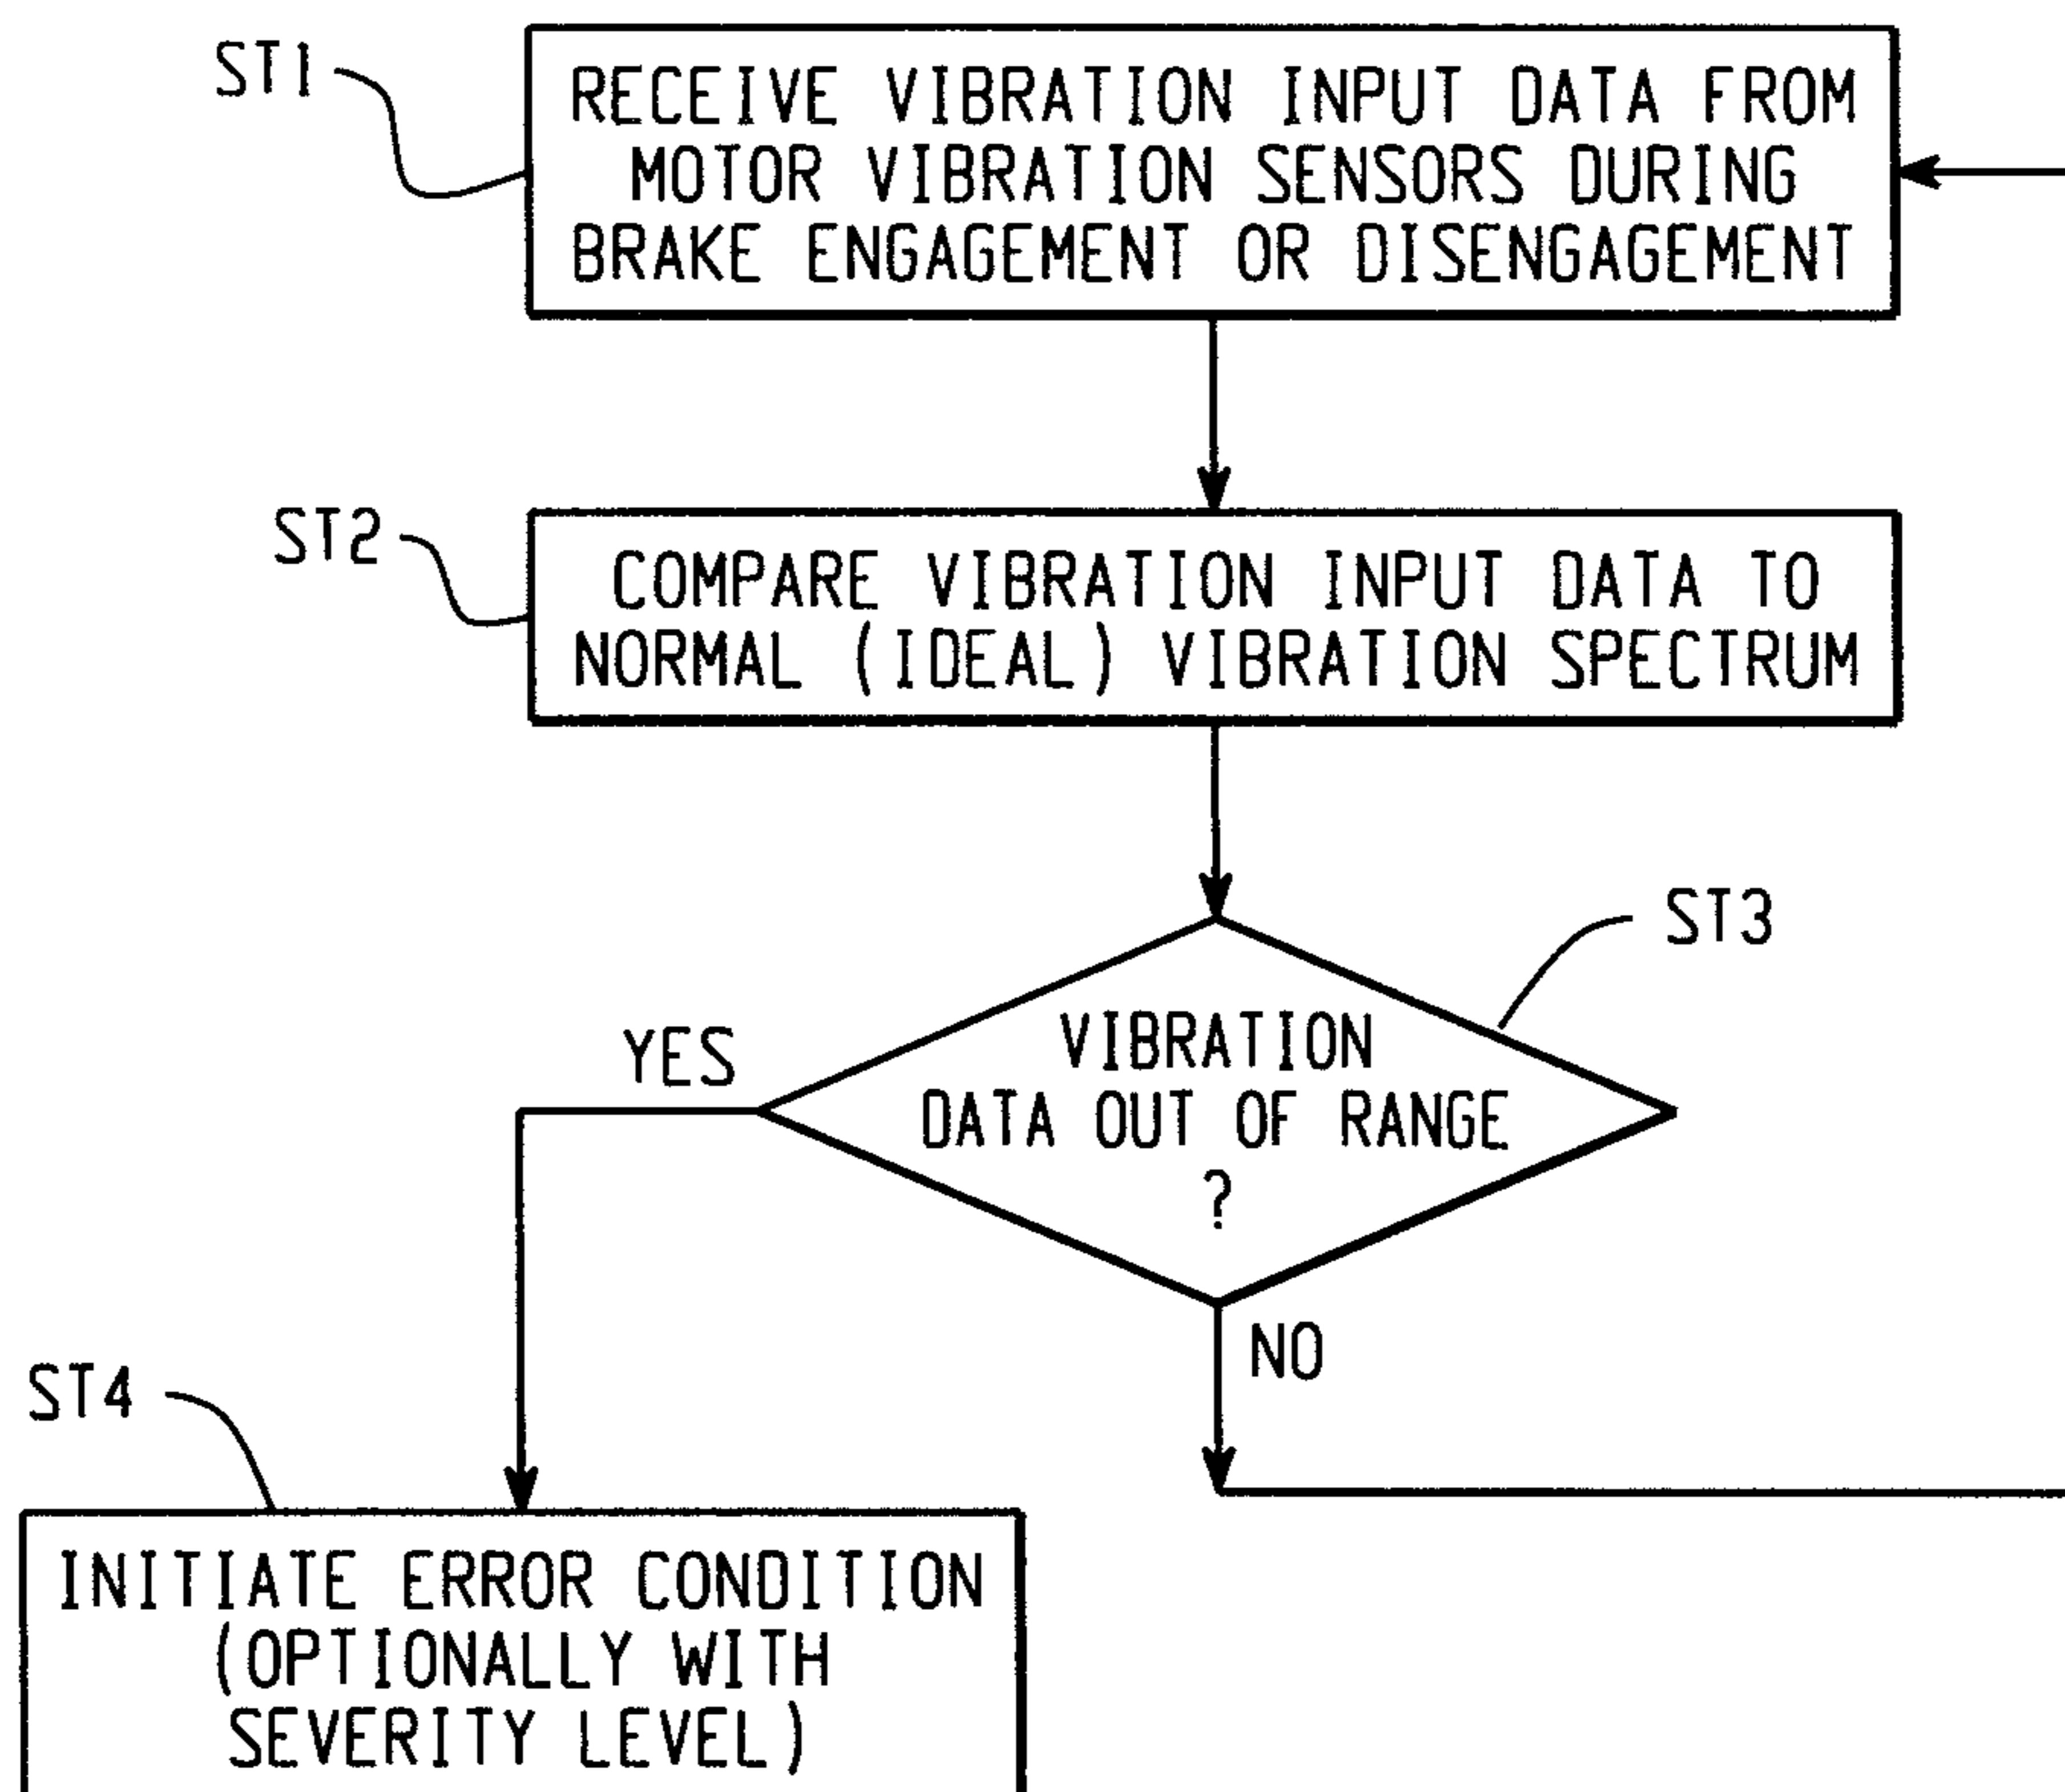 ST1
RECEIVE VIBRATION INPUT DATA FROM
MOTOR VIBRATION SENSORS DURING
BRAKE ENGAGEMENT OR DISENGAGEMENT
ST2
COMPARE VIBRATION INPUT DATA TO
NORMAL (IDEAL) VIBRATION SPECTRUM
ST3
VIBRATION
DATA OUT OF RANGE
?
YES
NO
ST4
INITIATE ERROR CONDITION
(OPTIONALLY WITH
SEVERITY LEVEL)